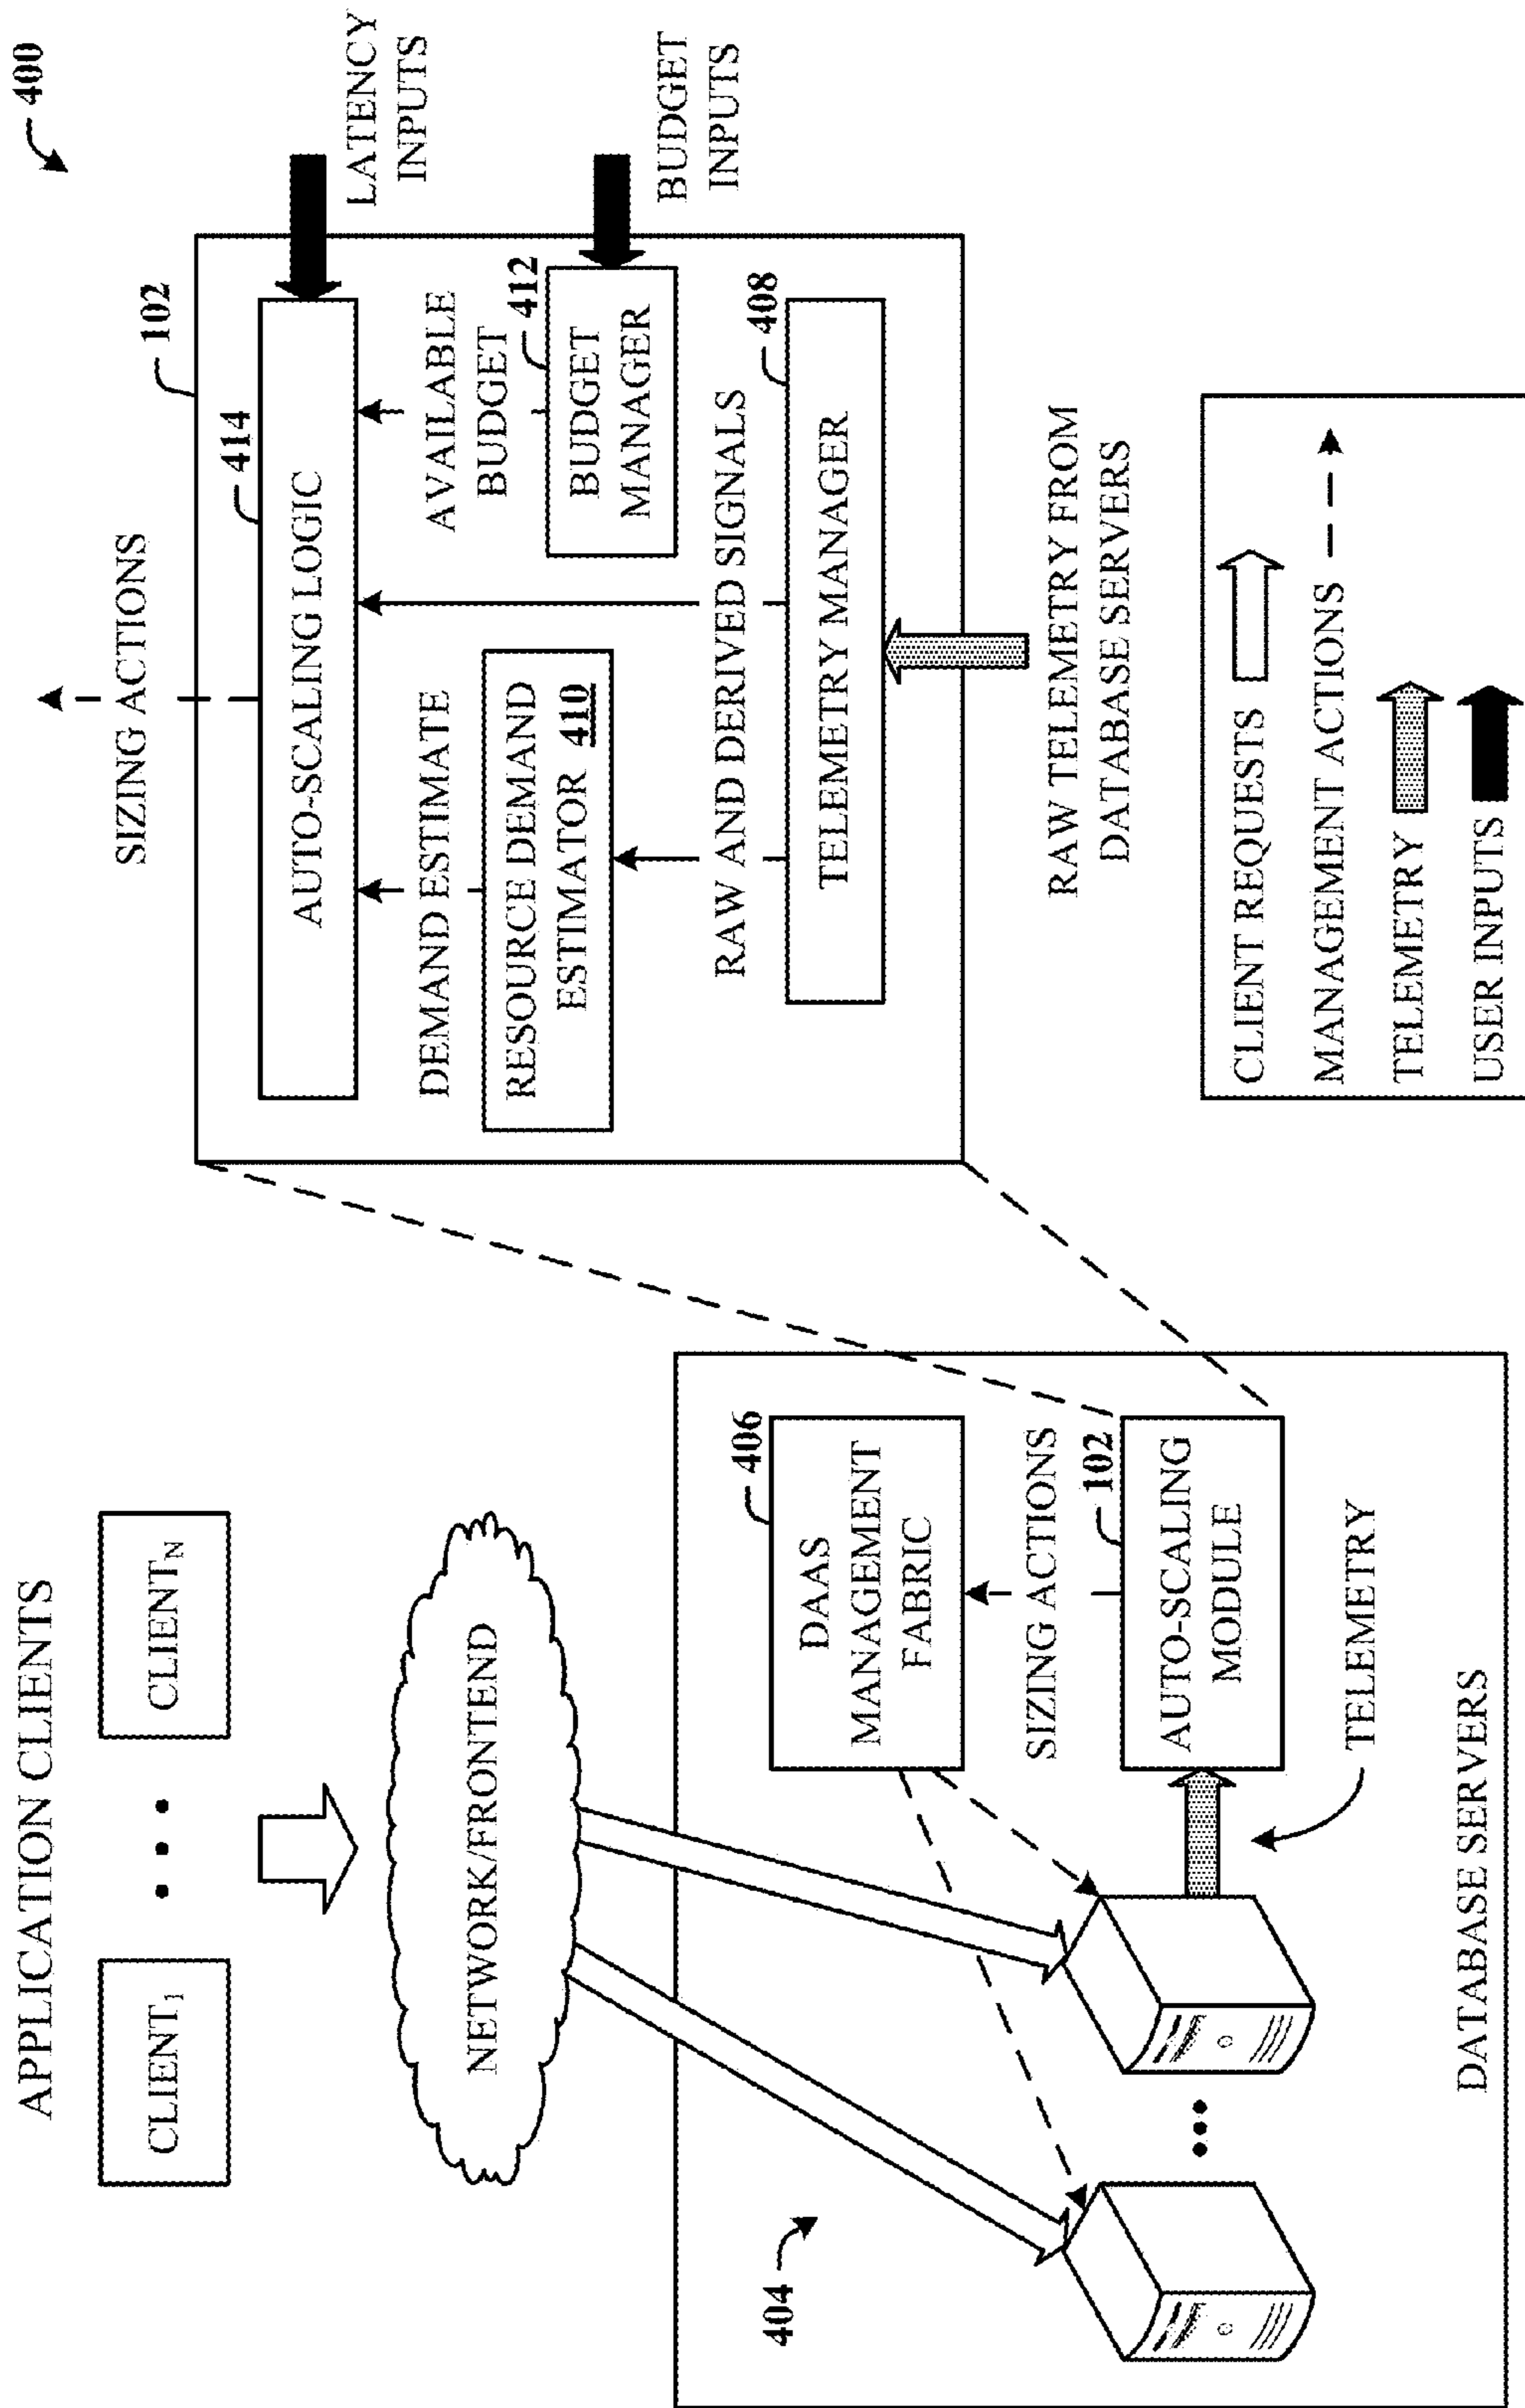 400
APPLICATION CLIENTS
CLIENT1
CLIENTN
NETWORK/FRONTEND
404
DAAS
MANAGEMENT
FABRIC
406
SIZING ACTIONS
102
AUTO-SCALING
MODULE
TELEMETRY
DATABASE SERVERS
SIZING ACTIONS
102
414
AUTO-SCALING LOGIC
LATENCY
INPUTS
DEMAND ESTIMATE
AVAILABLE
BUDGET
412
RESOURCE DEMAND
ESTIMATOR 410
BUDGET
MANAGER
BUDGET
INPUTS
RAW AND DERIVED SIGNALS
408
TELEMETRY MANAGER
RAW TELEMETRY FROM
DATABASE SERVERS
CLIENT REQUESTS
MANAGEMENT ACTIONS
TELEMETRY
USER INPUTS